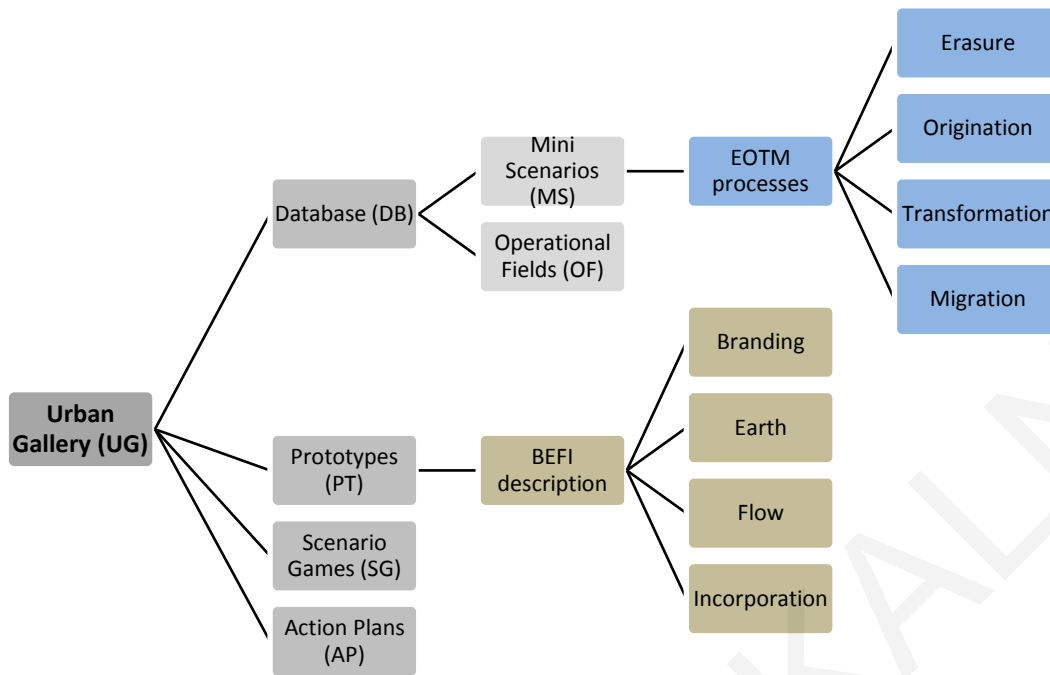 Erasure
Origination
Mini
Scenarios
(MS)
EOTM
processes
Database (DB)
Transformation
Operational
Fields (OF)
Migration
Branding
Urban
Gallery (UG)
Earth
Prototypes
(PT)
BEFI
description
Flow
Scenario
Games (SG)
Incorporation
Action Plans
(AP)